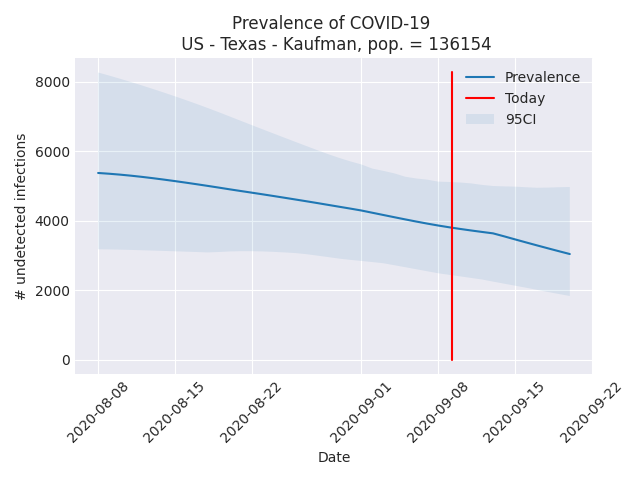 Prevalence of COVID-19
US - Texas - Kaufman, pop. = 136154
8000
6000
4000
2000
0
# undetected infections
Prevalence
Today
95CI
2020-08-08
2020-08-15
2020-08-22
2020-09-01
2020-09-08
2020-09-15
2020-09-22
Date